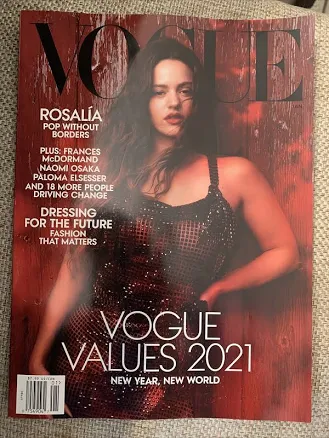 VOGUE
ROSALÍA
POP WITHOUT
BORDERS
PLUS: FRANCES
McDORMAND
NAOMI OSAKA
PALOMA ELSESSER
AND 18 MORE PEOPLE
DRIVING CHANGE
DRESSING
FOR THE FUTURE
FASHION
THAT MATTERS
VOGUE
VALUES 2021
NEW YEAR, NEW WORLD